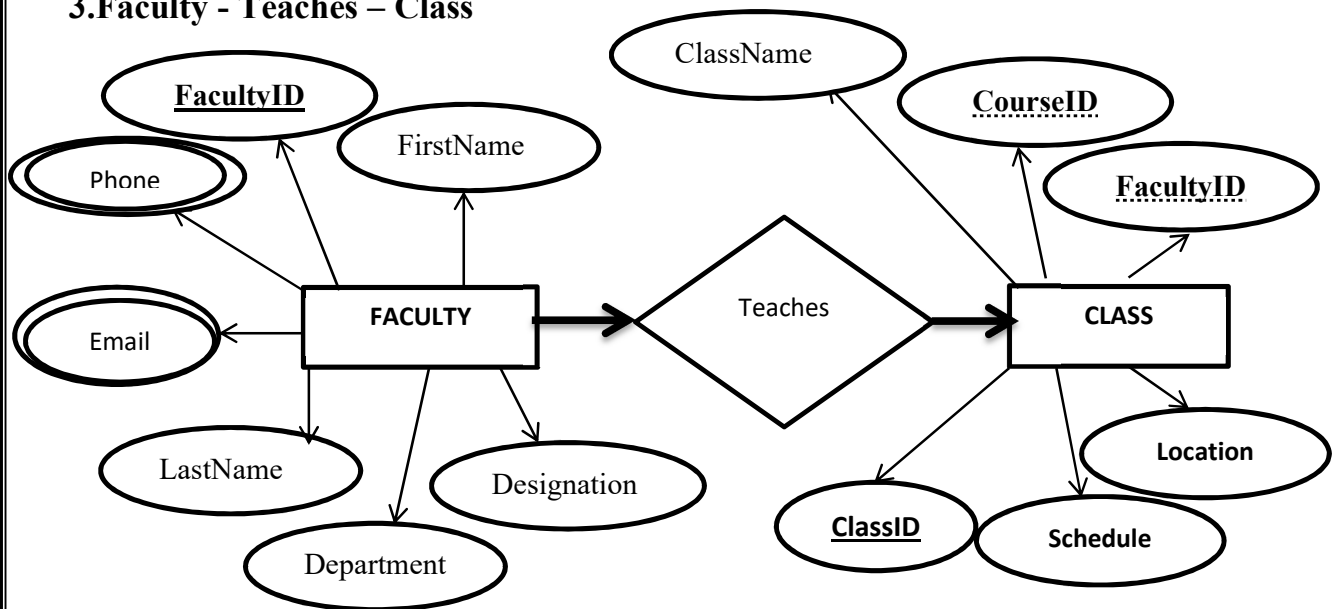 3.Faculty - Teaches – Class
ClassName
FacultyID
CourseID
FirstName
Phone
FacultyID
Teaches
FACULTY
CLASS
Email
LastName
Designation
Location
ClassID
Schedule
Department